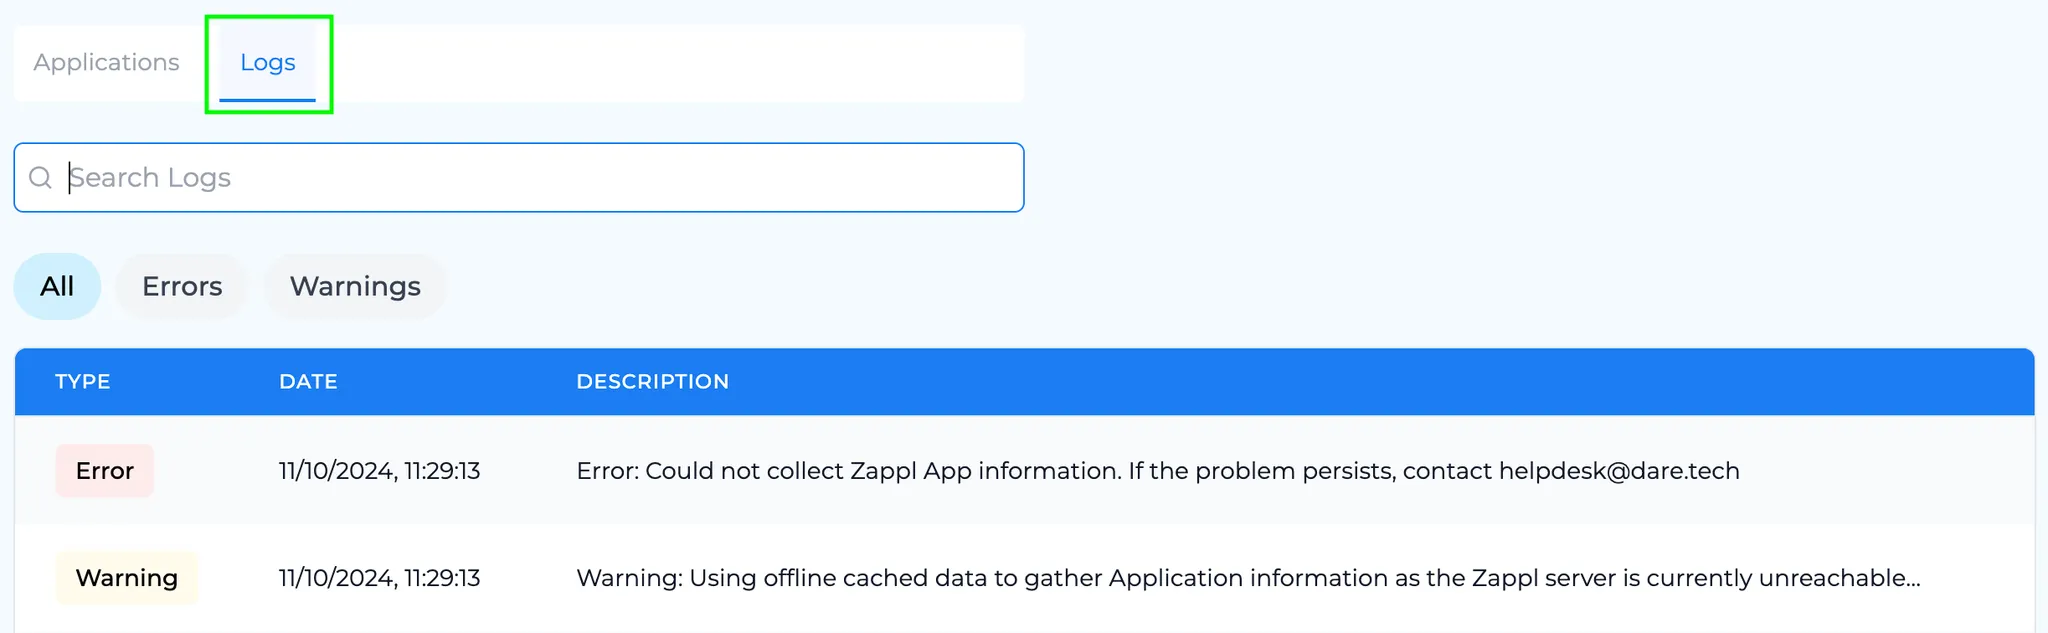 Applications Logs
Search Logs
All Errors Warnings
TYPE DATE DESCRIPTION
Error 11/10/2024, 11:29:13 Error: Could not collect Zappl App information. If the problem persists, contact helpdesk@dare.tech
Warning 11/10/2024, 11:29:13 Warning: Using offline cached data to gather Application information as the Zappl server is currently unreachable...